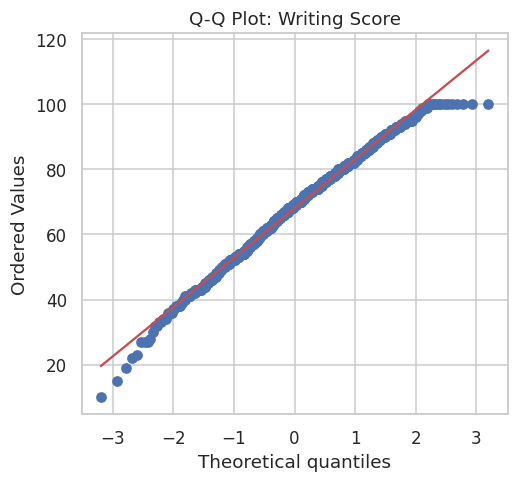 Q-Q Plot: Writing Score
120
100
80
60
40
20
Ordered Values
−3 −2 −1 0 1 2 3
Theoretical quantiles